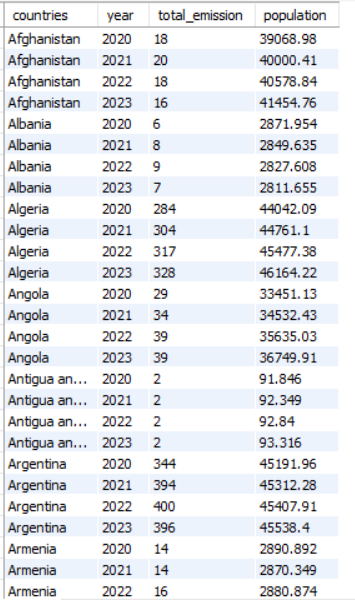 countries year total_emission population
Afghanistan 2020 18 39068.98
Afghanistan 2021 20 40000.41
Afghanistan 2022 18 40578.84
Afghanistan 2023 16 41454.76
Albania 2020 6 2871.954
Albania 2021 8 2849.635
Albania 2022 9 2827.608
Albania 2023 7 2811.655
Algeria 2020 284 44042.09
Algeria 2021 304 44761.1
Algeria 2022 317 45477.38
Algeria 2023 328 46164.22
Angola 2020 29 33451.13
Angola 2021 34 34532.43
Angola 2022 39 35635.03
Angola 2023 39 36749.91
Antigua an... 2020 2 91.846
Antigua an... 2021 2 92.349
Antigua an... 2022 2 92.84
Antigua an... 2023 2 93.316
Argentina 2020 344 45191.96
Argentina 2021 394 45312.28
Argentina 2022 400 45407.91
Argentina 2023 396 45538.4
Armenia 2020 14 2890.892
Armenia 2021 14 2870.349
Armenia 2022 16 2880.874